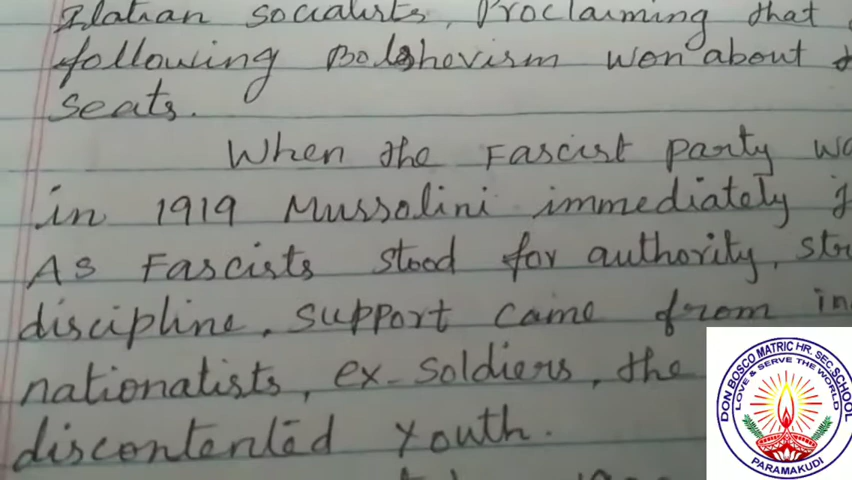 Italian socialists, Proclaiming that
following Bolshevism won about
seats.
When the Fascist party
in 1919 Mussolini immediately
As Fascists stood for authority,
discipline, support came from
nationalists, ex-soldiers, the
discontented youth.
DON BOSCO MATRIC HR. SEC. SCHOOL
LOVE & SERVE THE WORLD
PARAMAKUDI